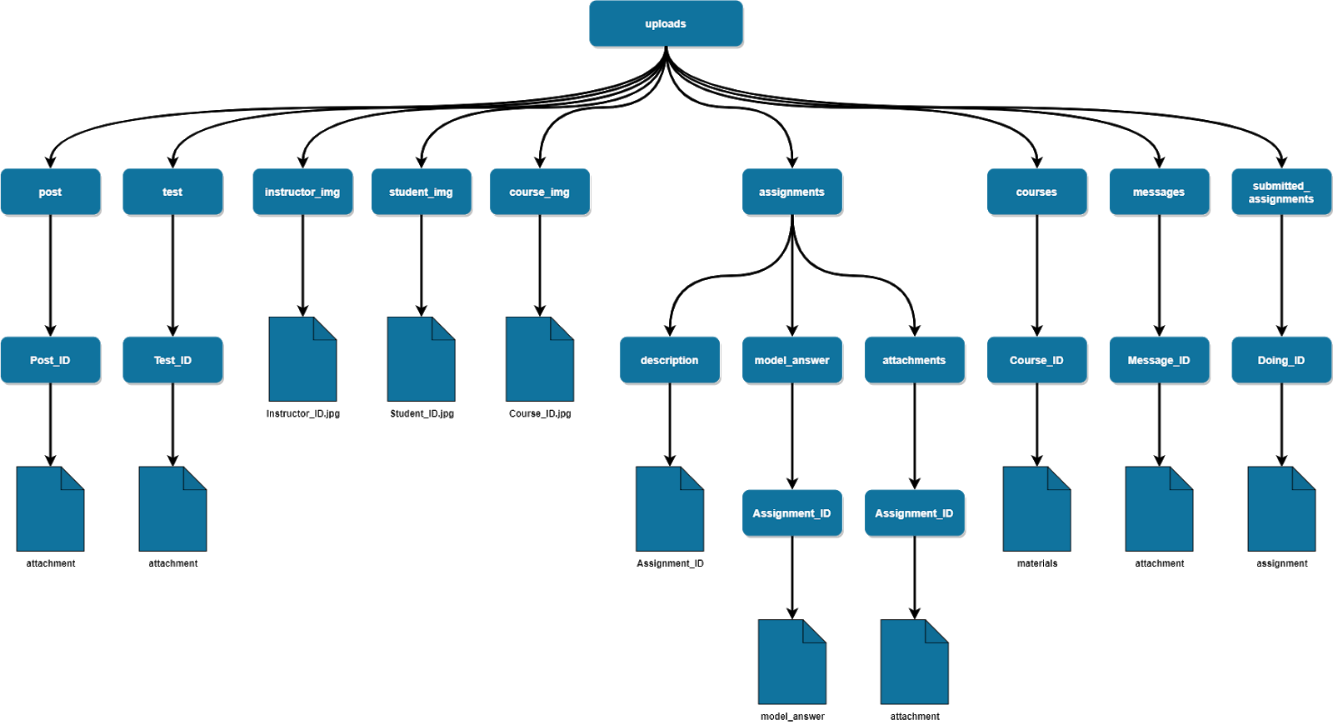 uploads
post
test
instructor_img
student_img
course_img
assignments
courses
messages
submitted_
assignments
Post_ID
Test_ID
Instructor_ID.jpg
Student_ID.jpg
Course_ID.jpg
description
model_answer
attachments
Course_ID
Message_ID
Doing_ID
attachment
attachment
Assignment_ID
Assignment_ID
Assignment_ID
materials
attachment
assignment
model_answer
attachment